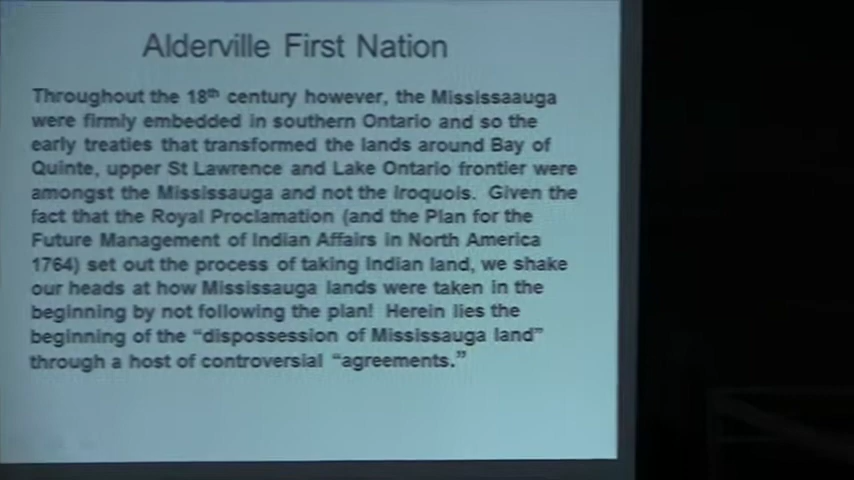 Alderville First Nation
Throughout the 18th century however, the Mississaauga
were firmly embedded in southern Ontario and so the
early treaties that transformed the lands around Bay of
Quinte, upper St Lawrence and Lake Ontario frontier were
amongst the Mississauga and not the Iroquois. Given the
fact that the Royal Proclamation (and the Plan for the
Future Management of Indian Affairs in North America
1764) set out the process of taking Indian land, we shake
our heads at how Mississauga lands were taken in the
beginning by not following the plan! Herein lies the
beginning of the “dispossession of Mississauga land”
through a host of controversial “agreements.”